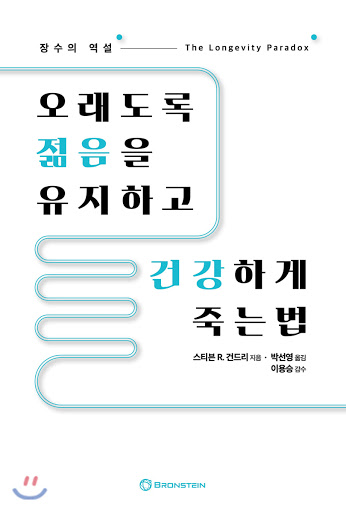 장수의 역설 The Longevity Paradox
오래도록
젊음을
유지하고
건강하게
죽는법
스티븐 R. 건드리 지음 · 박선영 옮김
이용승 감수
BRONSTEIN